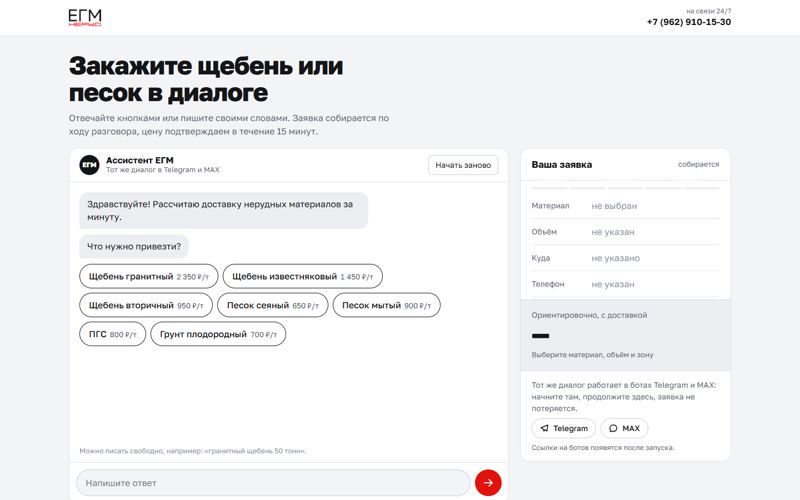 ЕГМ
НЕРУД
на связи 24/7
+7 (962) 910-15-30
Закажите щебень или
песок в диалоге
Отвечайте кнопками или пишите своими словами. Заявка собирается по
ходу разговора, цену подтверждаем в течение 15 минут.
ЕГМ
Ассистент ЕГМ
Тот же диалог в Telegram и MAX
Начать заново
Здравствуйте! Рассчитаю доставку нерудных материалов за
минуту.
Что нужно привезти?
Щебень гранитный 2 350 ₽/т
Щебень известняковый 1 450 ₽/т
Щебень вторичный 950 ₽/т
Песок сеяный 650 ₽/т
Песок мытый 900 ₽/т
ПГС 800 ₽/т
Грунт плодородный 700 ₽/т
Можно писать свободно, например: «гранитный щебень 50 тонн».
Напишите ответ
Ваша заявка
собирается
Материал не выбран
Объём не указан
Куда не указано
Телефон не указан
Ориентировочно, с доставкой
–
Выберите материал, объём и зону
Тот же диалог работает в ботах Telegram и MAX:
начните там, продолжите здесь, заявка не
потеряется.
Telegram
MAX
Ссылки на ботов появятся после запуска.